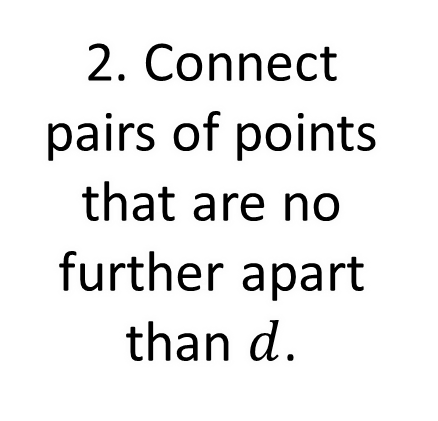 2. Connect
pairs of points
that are no
further apart
than d.